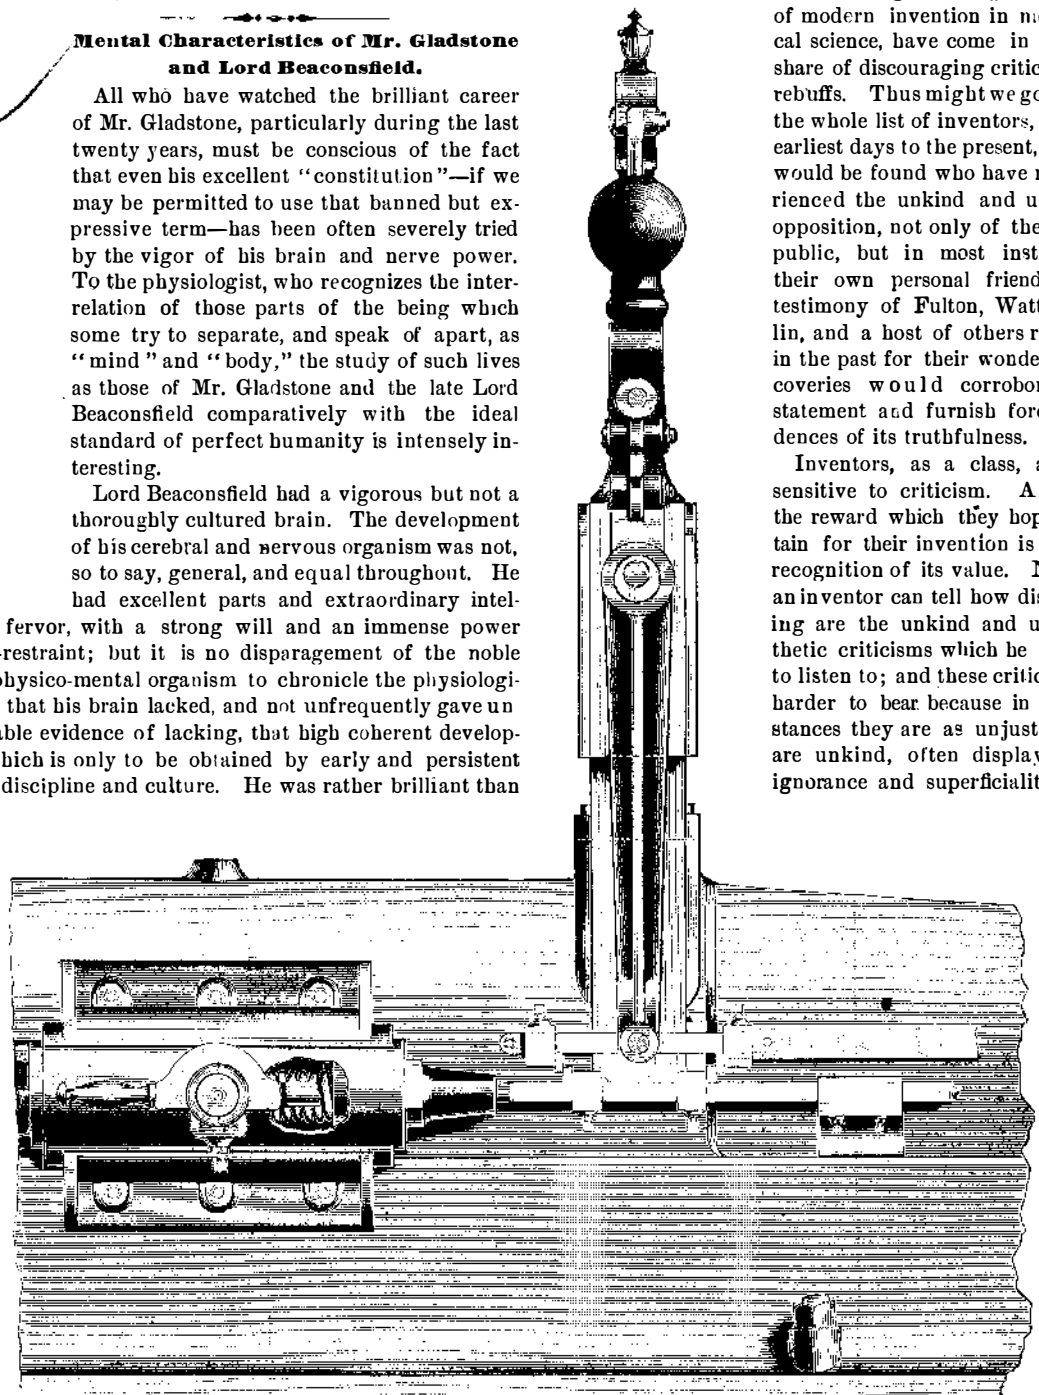 Mental Characteristics of Mr. Gladstone
and Lord Beaconsfield.
All who have watched the brilliant career
of Mr. Gladstone, particularly during the last
twenty years, must be conscious of the fact
that even his excellent "constitution"—if we
may be permitted to use that banned but ex-
pressive term—has been often severely tried
by the vigor of his brain and nerve power.
To the physiologist, who recognizes the inter-
relation of those parts of the being which
some try to separate, and speak of apart, as
"mind" and "body," the study of such lives
as those of Mr. Gladstone and the late Lord
Beaconsfield comparatively with the ideal
standard of perfect humanity is intensely in-
teresting.
Lord Beaconsfield had a vigorous but not a
thoroughly cultured brain. The development
of his cerebral and nervous organism was not,
so to say, general, and equal throughout. He
had excellent parts and extraordinary intel-
fervor, with a strong will and an immense power
-restraint; but it is no disparagement of the noble
physico-mental organism to chronicle the physiologi-
that his brain lacked, and not unfrequently gave un
able evidence of lacking, that high coherent develop-
hich is only to be obtained by early and persistent
discipline and culture. He was rather brilliant than
of modern invention in
cal science, have come in
share of discouraging critic
rebuffs. Thus might we go
the whole list of inventors,
earliest days to the present,
would be found who have
rienced the unkind and u
opposition, not only of the
public, but in most inst
their own personal friend
testimony of Fulton, Watt
lin, and a host of others r
in the past for their wonde
coveries would corrobor
statement and furnish forc
dences of its truthfulness.
Inventors, as a class, a
sensitive to criticism. A
the reward which they hop
tain for their invention is
recognition of its value. N
an inventor can tell how dis
ing are the unkind and u
thetic criticisms which he
to listen to; and these critic
harder to bear because in
stances they are as unjust
are unkind, often display
ignorance and superficialit